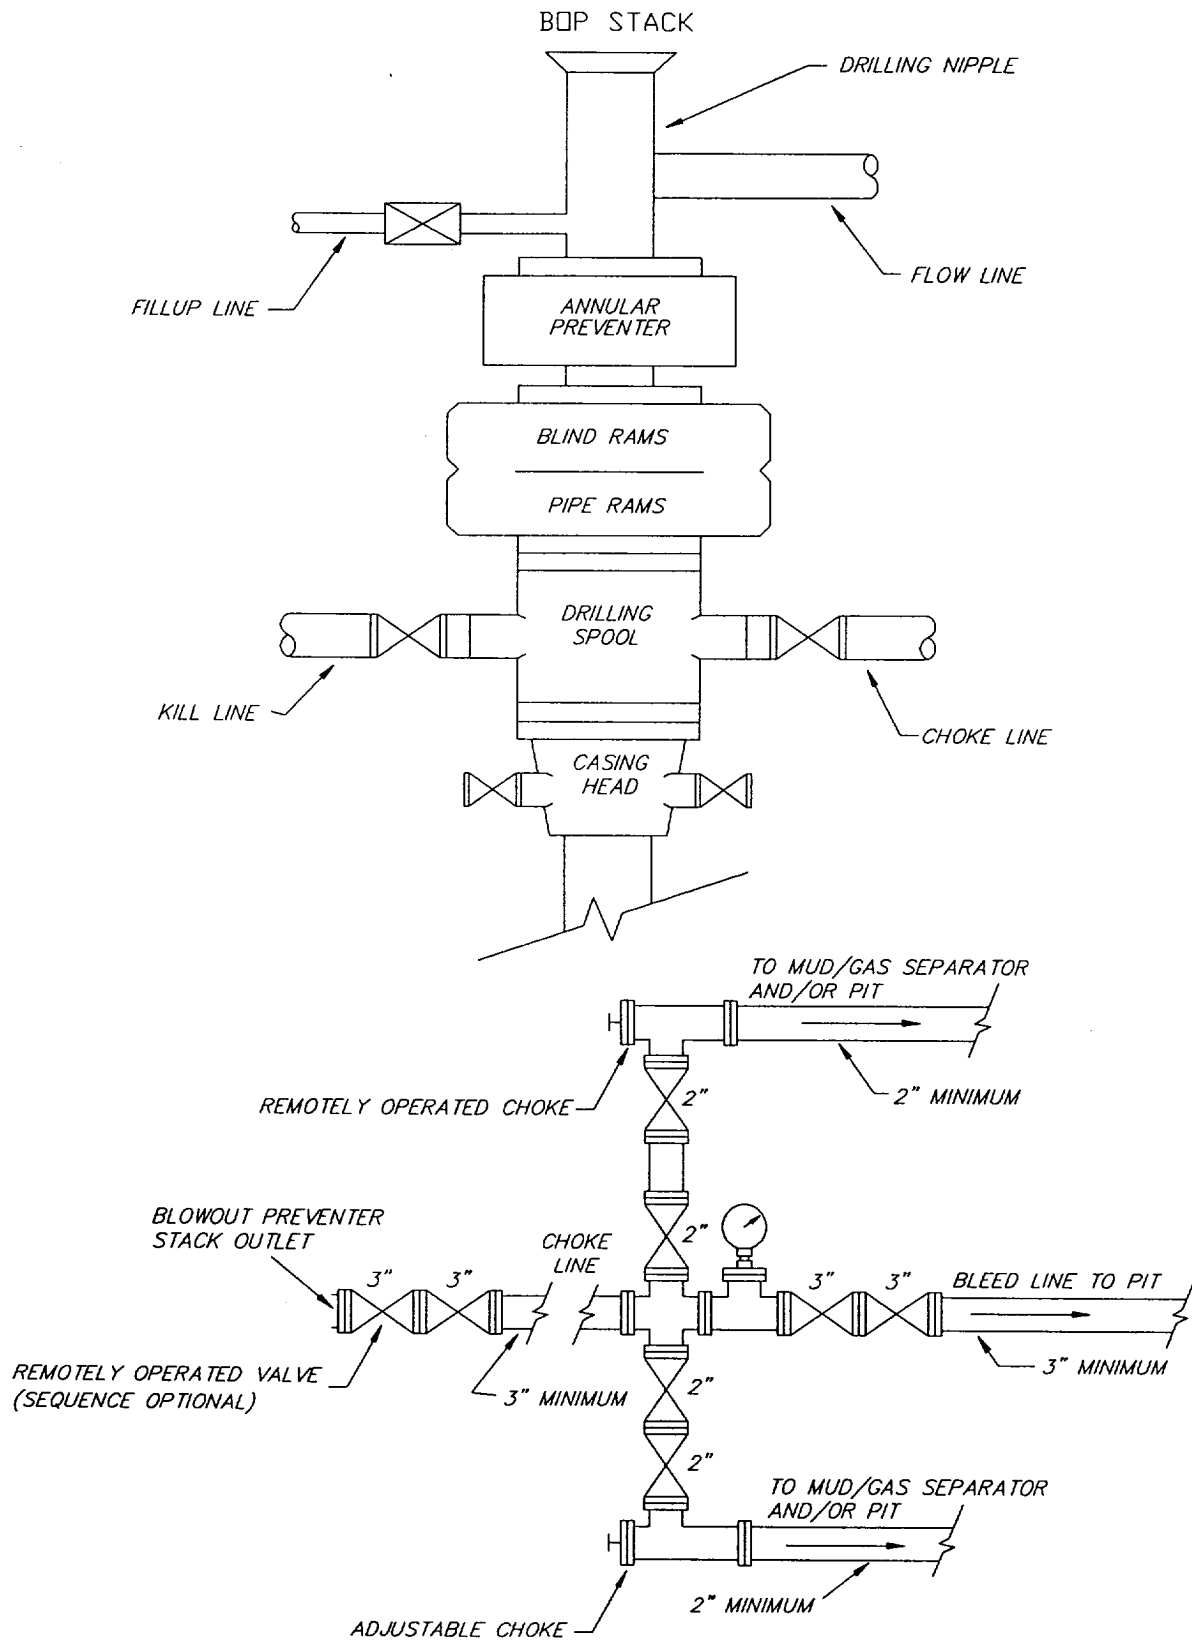 BOP STACK
DRILLING NIPPLE
FLOW LINE
FILLUP LINE
ANNULAR
PREVENTER
BLIND RAMS
PIPE RAMS
DRILLING
SPOOL
KILL LINE
CHOKE LINE
CASING
HEAD
TO MUD/GAS SEPARATOR
AND/OR PIT
2" MINIMUM
REMOTELY OPERATED CHOKE
2"
2"
BLOWOUT PREVENTER
STACK OUTLET
CHOKE
LINE
3"
3"
3"
3"
BLEED LINE TO PIT
REMOTELY OPERATED VALVE
(SEQUENCE OPTIONAL)
3" MINIMUM
3" MINIMUM
2"
2"
TO MUD/GAS SEPARATOR
AND/OR PIT
2" MINIMUM
ADJUSTABLE CHOKE